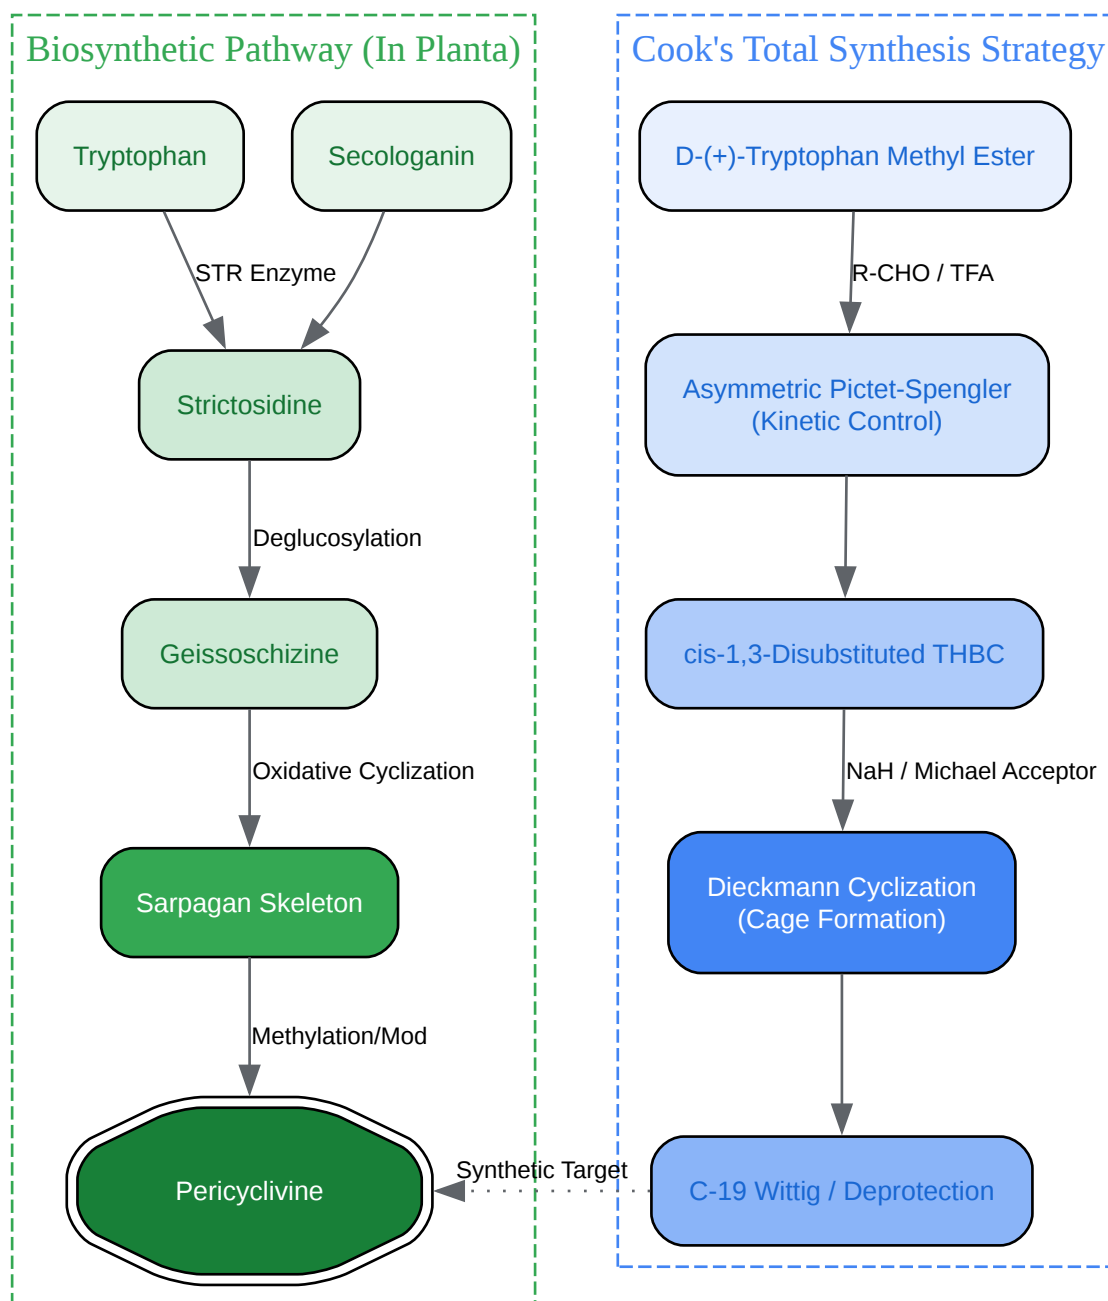 Biosynthetic Pathway (In Planta)
Tryptophan
Secologanin
STR Enzyme
Strictosidine
Deglucosylation
Geissoschizine
Oxidative Cyclization
Sarpagan Skeleton
Methylation/Mod
Pericyclivine
Cook's Total Synthesis Strategy
D-(+)-Tryptophan Methyl Ester
R-CHO / TFA
Asymmetric Pictet-Spengler
(Kinetic Control)
cis-1,3-Disubstituted THBC
NaH / Michael Acceptor
Dieckmann Cyclization
(Cage Formation)
C-19 Wittig / Deprotection
Synthetic Target